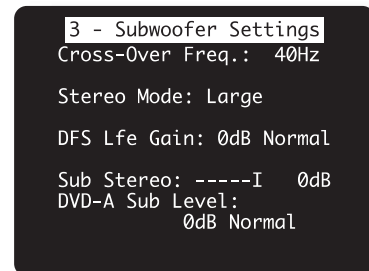 3 - Subwoofer Settings
Cross-Over Freq.: 40Hz
Stereo Mode: Large
DFS Lfe Gain: 0dB Normal
Sub Stereo: -----I 0dB
DVD-A Sub Level:
0dB Normal